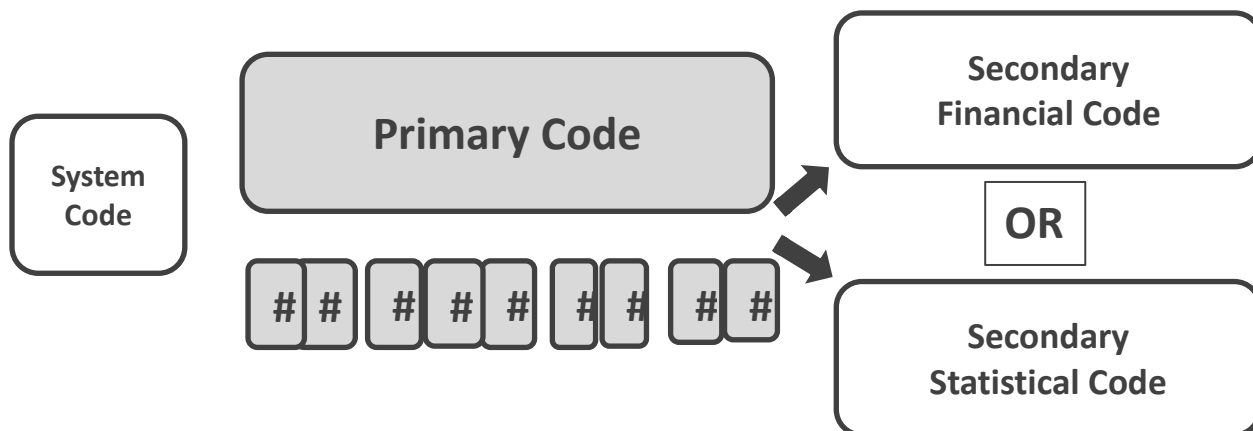 System
Code
Primary Code
# # # # # # # # #
Secondary
Financial Code
OR
Secondary
Statistical Code